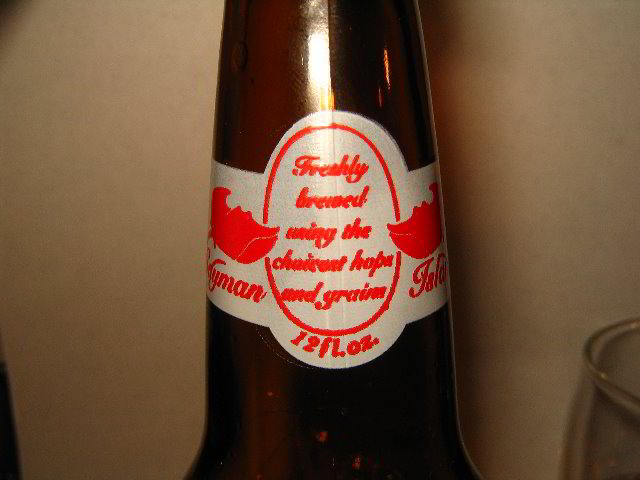 Freshly
brewed
using the
choicest hops
and grains
12 fl. oz.